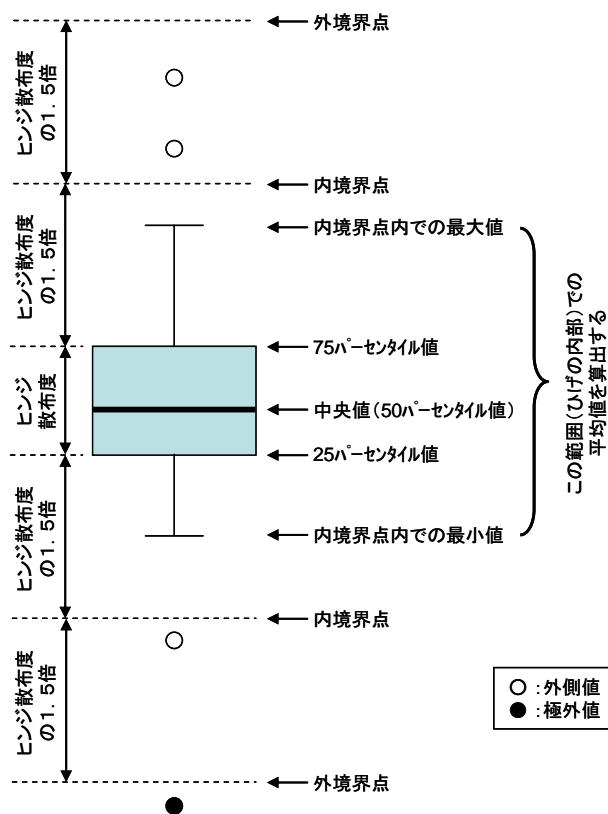 外境界点
ヒンジ散布度
の1．5倍
内境界点
内境界点内での最大値
ヒンジ散布度
の1．5倍
75ﾊﾟｰｾﾝﾀｲﾙ値
ヒンジ
散布度
中央値(50ﾊﾟｰｾﾝﾀｲﾙ値)
25ﾊﾟｰｾﾝﾀｲﾙ値
この範囲(ひげの内部)での
平均値を算出する
ヒンジ散布度
の1．5倍
内境界点内での最小値
内境界点
ヒンジ散布度
の1．5倍
○：外側値
●：極外値
外境界点